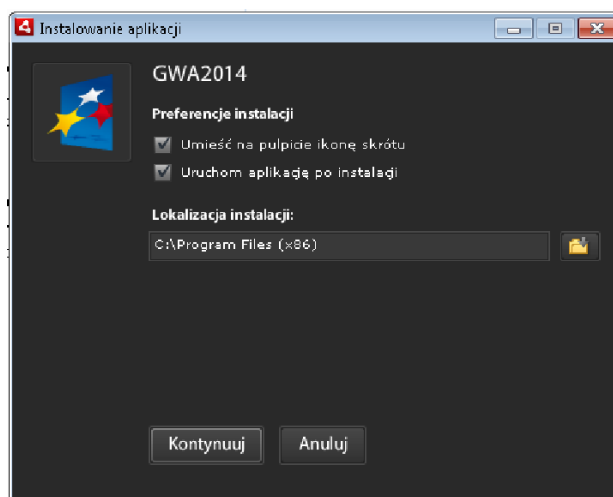 Instalowanie aplikacji
GWA2014
Preferencje instalacji
Umieść na pulpicie ikonę skrótu
Uruchom aplikację po instalacji
Lokalizacja instalacji:
C:\Program Files (x86)
Kontynuuj
Anuluj